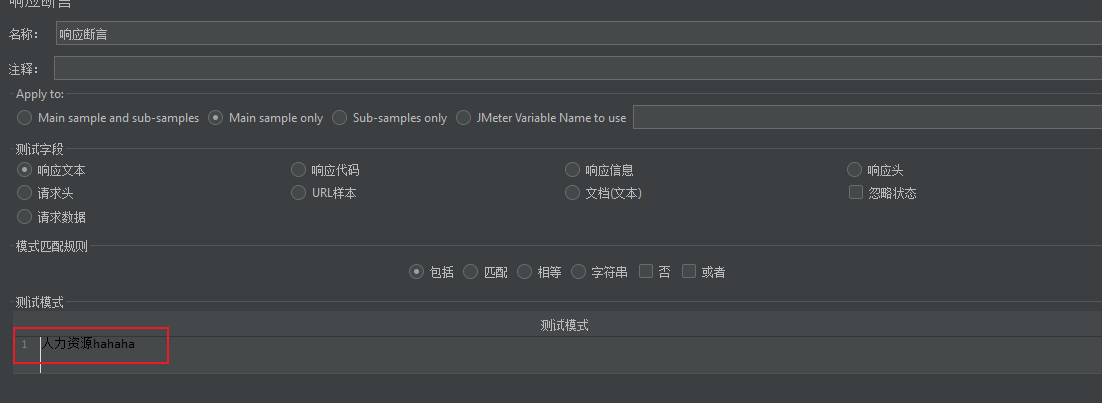 响应断言
名称： 响应断言
注释：
Apply to:
Main sample and sub-samples Main sample only Sub-samples only JMeter Variable Name to use
测试字段
响应文本 响应代码 响应信息 响应头
请求头 URL样本 文档(文本) 忽略状态
请求数据
模式匹配规则
包括 匹配 相等 字符串 否 或者
测试模式
测试模式
1 人力资源hahaha